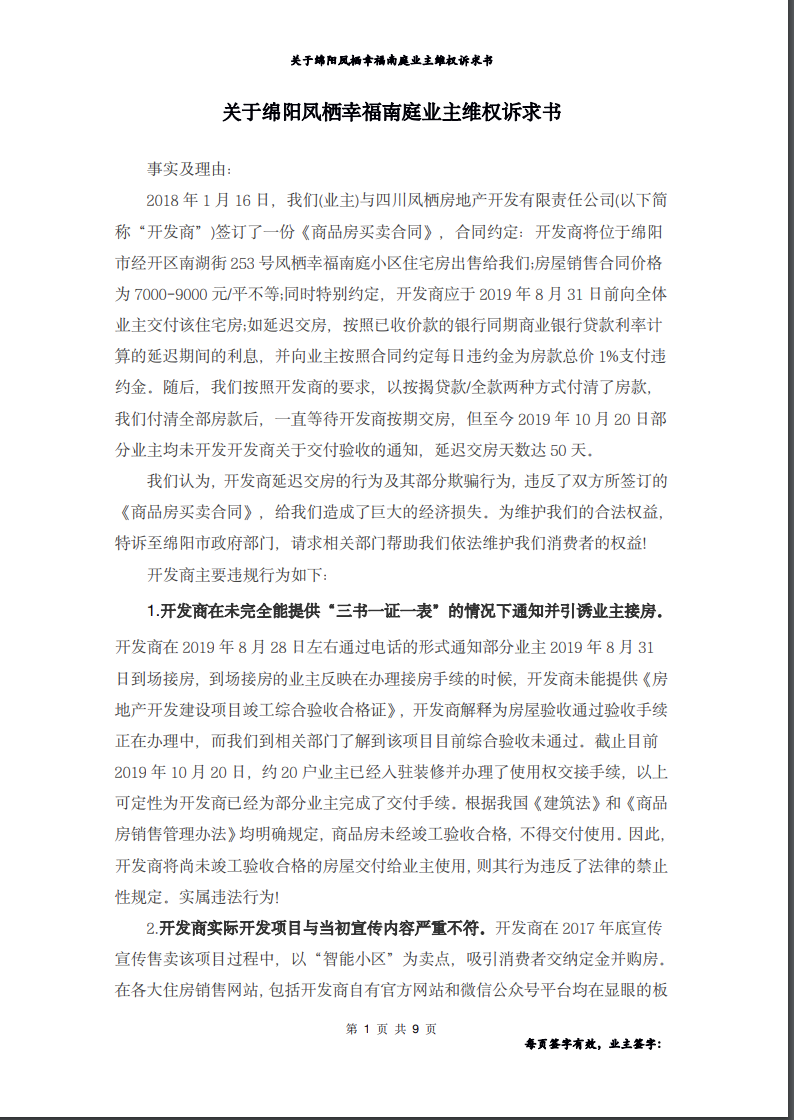 关于绵阳凤栖幸福南庭业主维权诉求书
关于绵阳凤栖幸福南庭业主维权诉求书
事实及理由:
2018 年 1 月 16 日，我们(业主)与四川凤栖房地产开发有限责任公司(以下简
称“开发商”)签订了一份《商品房买卖合同》，合同约定：开发商将位于绵阳
市经开区南湖街 253 号凤栖幸福南庭小区住宅房出售给我们;房屋销售合同价格
为 7000-9000 元/平不等;同时特别约定，开发商应于 2019 年 8 月 31 日前向全体
业主交付该住宅房;如延迟交房，按照已收价款的银行同期商业银行贷款利率计
算的延迟期间的利息，并向业主按照合同约定每日违约金为房款总价 1%支付违
约金。随后，我们按照开发商的要求，以按揭贷款/全款两种方式付清了房款，
我们付清全部房款后，一直等待开发商按期交房，但至今 2019 年 10 月 20 日部
分业主均未开发开发商关于交付验收的通知，延迟交房天数达 50 天。
我们认为，开发商延迟交房的行为及其部分欺骗行为，违反了双方所签订的
《商品房买卖合同》，给我们造成了巨大的经济损失。为维护我们的合法权益，
特诉至绵阳市政府部门，请求相关部门帮助我们依法维护我们消费者的权益!
开发商主要违规行为如下:
1.开发商在未完全能提供“三书一证一表”的情况下通知并引诱业主接房。
开发商在 2019 年 8 月 28 日左右通过电话的形式通知部分业主 2019 年 8 月 31
日到场接房，到场接房的业主反映在办理接房手续的时候，开发商未能提供《房
地产开发建设项目竣工综合验收合格证》，开发商解释为房屋验收通过验收手续
正在办理中，而我们到相关部门了解到该项目目前综合验收未通过。截止目前
2019 年 10 月 20 日，约 20 户业主已经入驻装修并办理了使用权交接手续，以上
可定性为开发商已经为部分业主完成了交付手续。根据我国《建筑法》和《商品
房销售管理办法》均明确规定，商品房未经竣工验收合格，不得交付使用。因此，
开发商将尚未竣工验收合格的房屋交付给业主使用，则其行为违反了法律的禁止
性规定。实属违法行为!
2.开发商实际开发项目与当初宣传内容严重不符。开发商在 2017 年底宣传
宣传售卖该项目过程中，以“智能小区”为卖点，吸引消费者交纳定金并购房。
在各大住房销售网站，包括开发商自有官方网站和微信公众号平台均在显眼的板
第 1 页 共 9 页
每页签字有效，业主签字：